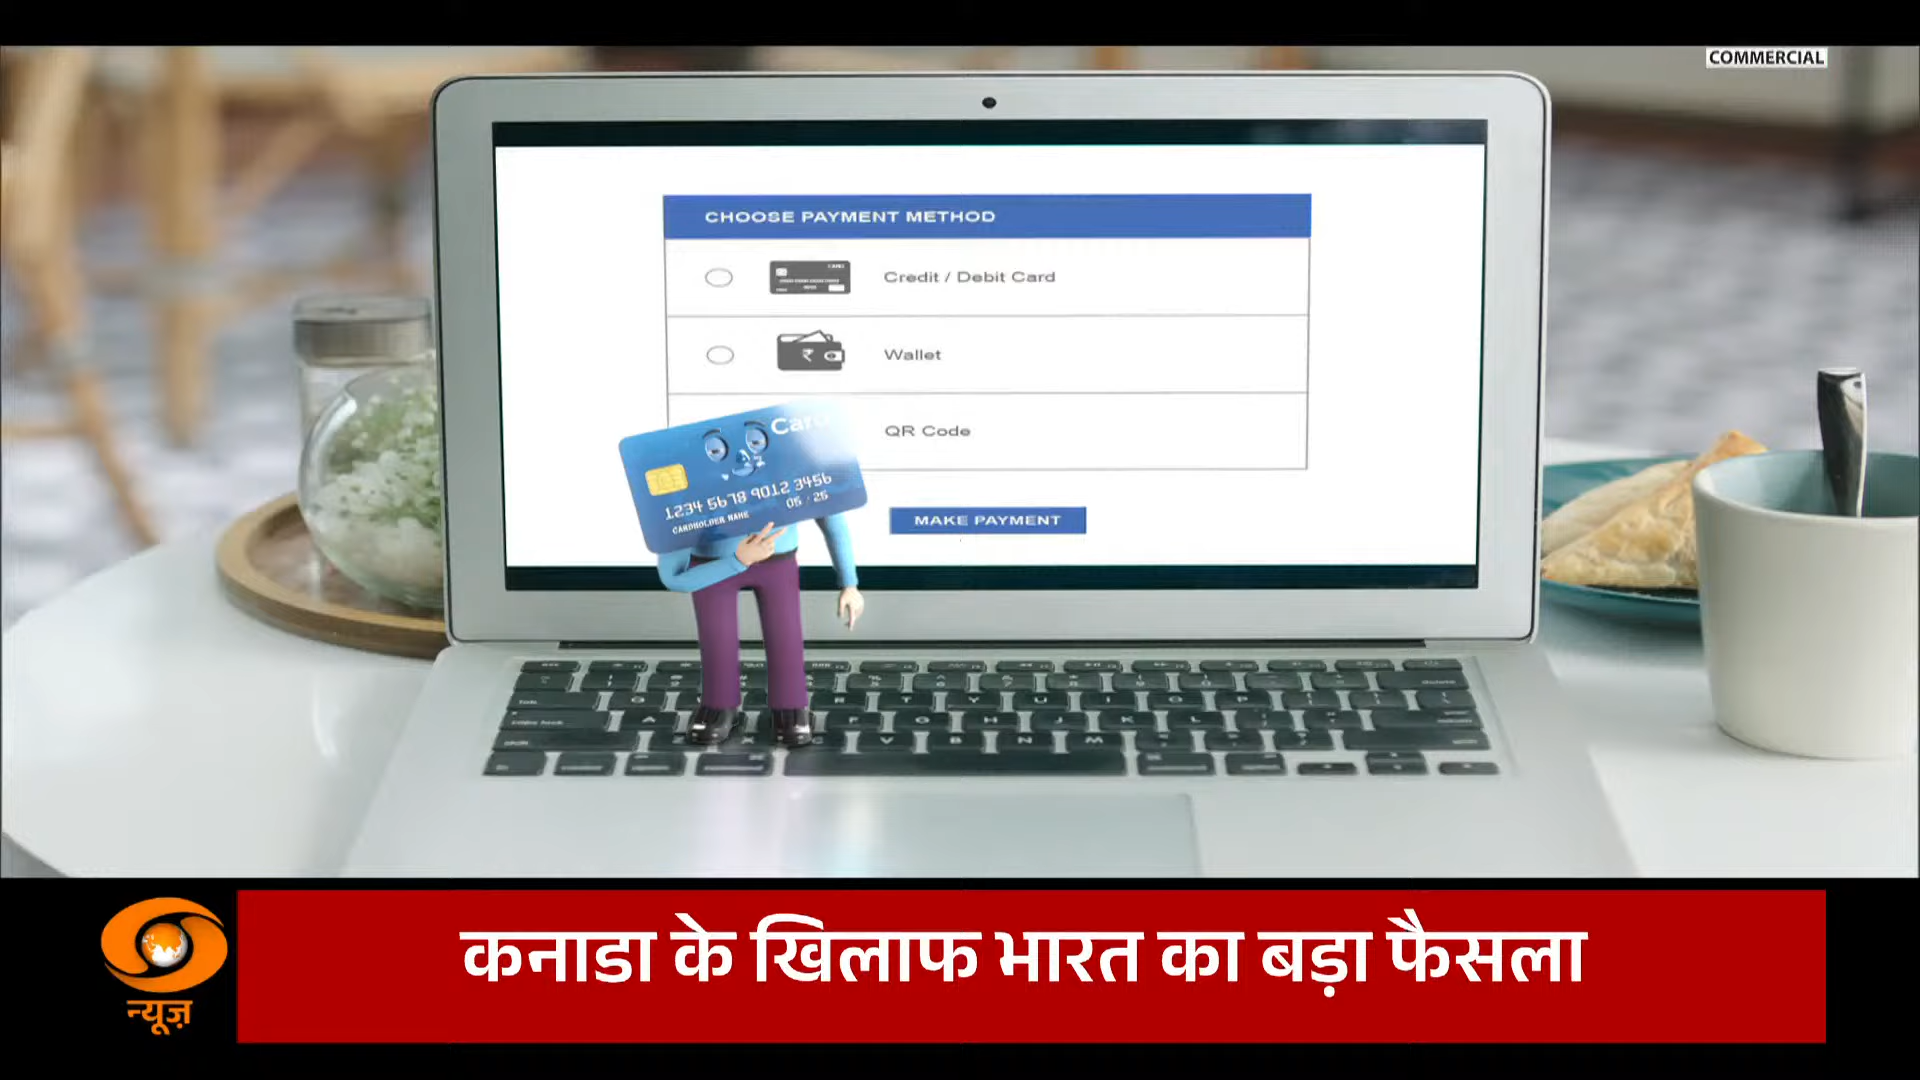 COMMERCIAL
CHOOSE PAYMENT METHOD
Credit / Debit Card
Wallet
QR Code
Card
1234 5678 9012 3456
05 / 25
CARDHOLDER NAME
MAKE PAYMENT
कनाडा के खिलाफ भारत का बड़ा फैसला
न्यूज़